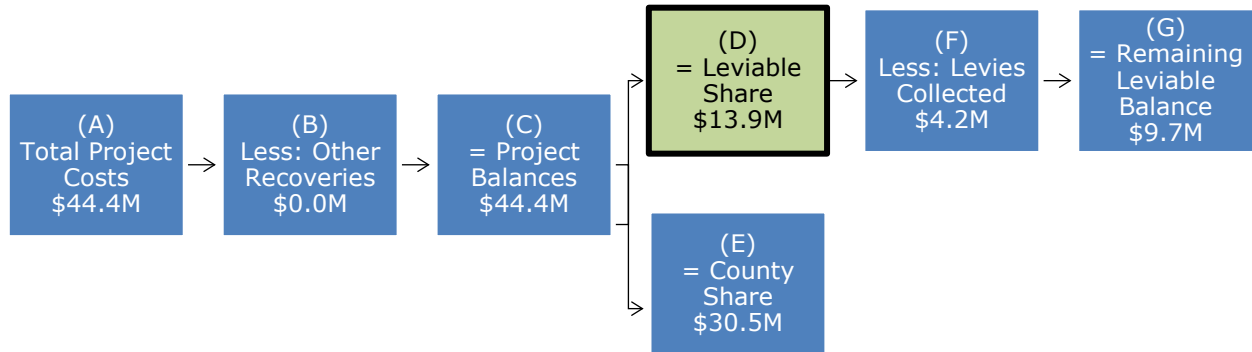 (A)
Total Project
Costs
$44.4M
(B)
Less: Other
Recoveries
$0.0M
(C)
= Project
Balances
$44.4M
(D)
= Leviable
Share
$13.9M
(E)
= County
Share
$30.5M
(F)
Less: Levies
Collected
$4.2M
(G)
= Remaining
Leviable
Balance
$9.7M